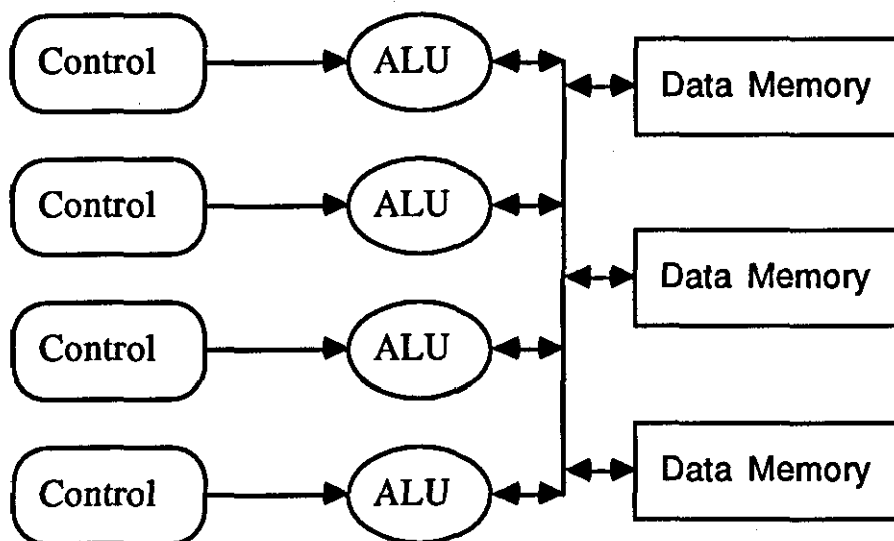 Control
ALU
Data Memory
Control
ALU
Data Memory
Control
ALU
Control
ALU
Data Memory